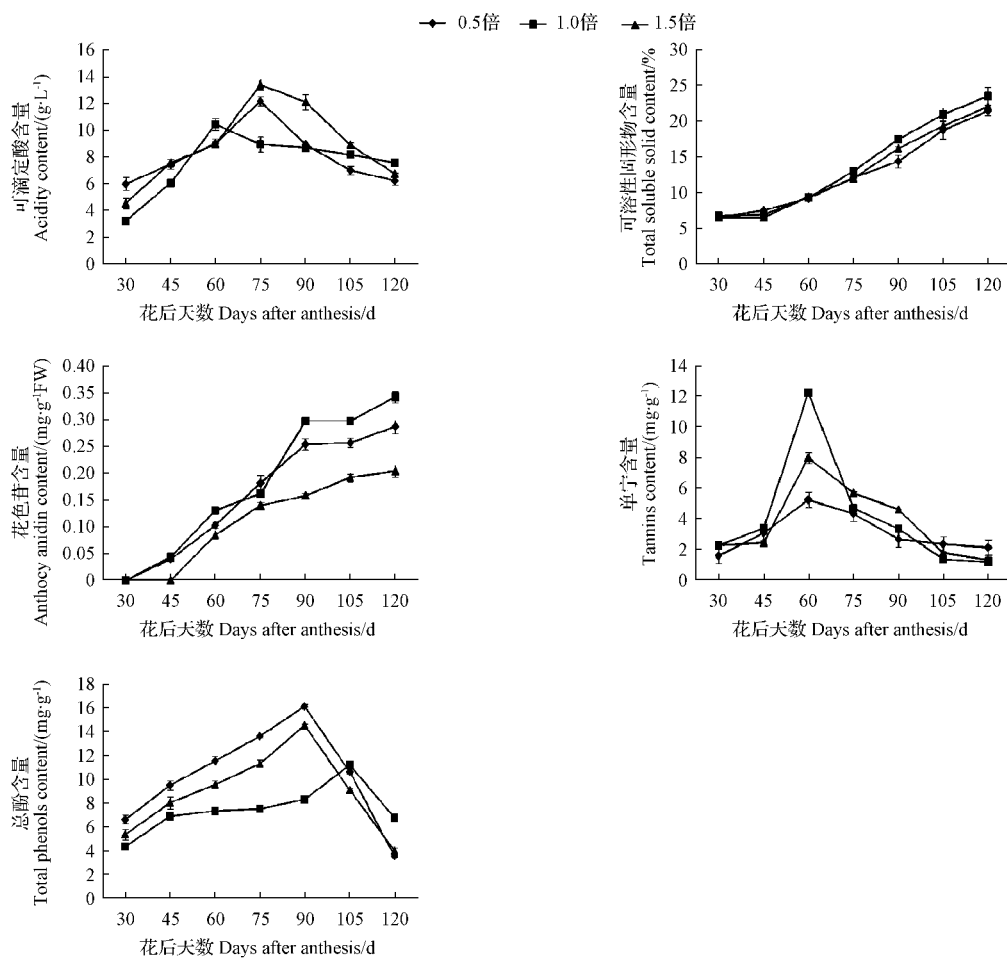 0.5倍 1.0倍 1.5倍
可滴定酸含量
Acidity content/(g·L⁻¹)
16
14
12
10
8
6
4
2
0
30 45 60 75 90 105 120
花后天数 Days after anthesis/d
可溶性固形物含量
Total soluble solid content/%
30
25
20
15
10
5
0
30 45 60 75 90 105 120
花后天数 Days after anthesis/d
花色苷含量
Anthocy anidin content/(mg·g⁻¹FW)
0.40
0.35
0.30
0.25
0.20
0.15
0.10
0.05
0
30 45 60 75 90 105 120
花后天数 Days after anthesis/d
单宁含量
Tannins content/(mg·g⁻¹)
14
12
10
8
6
4
2
0
30 45 60 75 90 105 120
花后天数 Days after anthesis/d
总酚含量
Total phenols content/(mg·g⁻¹)
18
16
14
12
10
8
6
4
2
0
30 45 60 75 90 105 120
花后天数 Days after anthesis/d